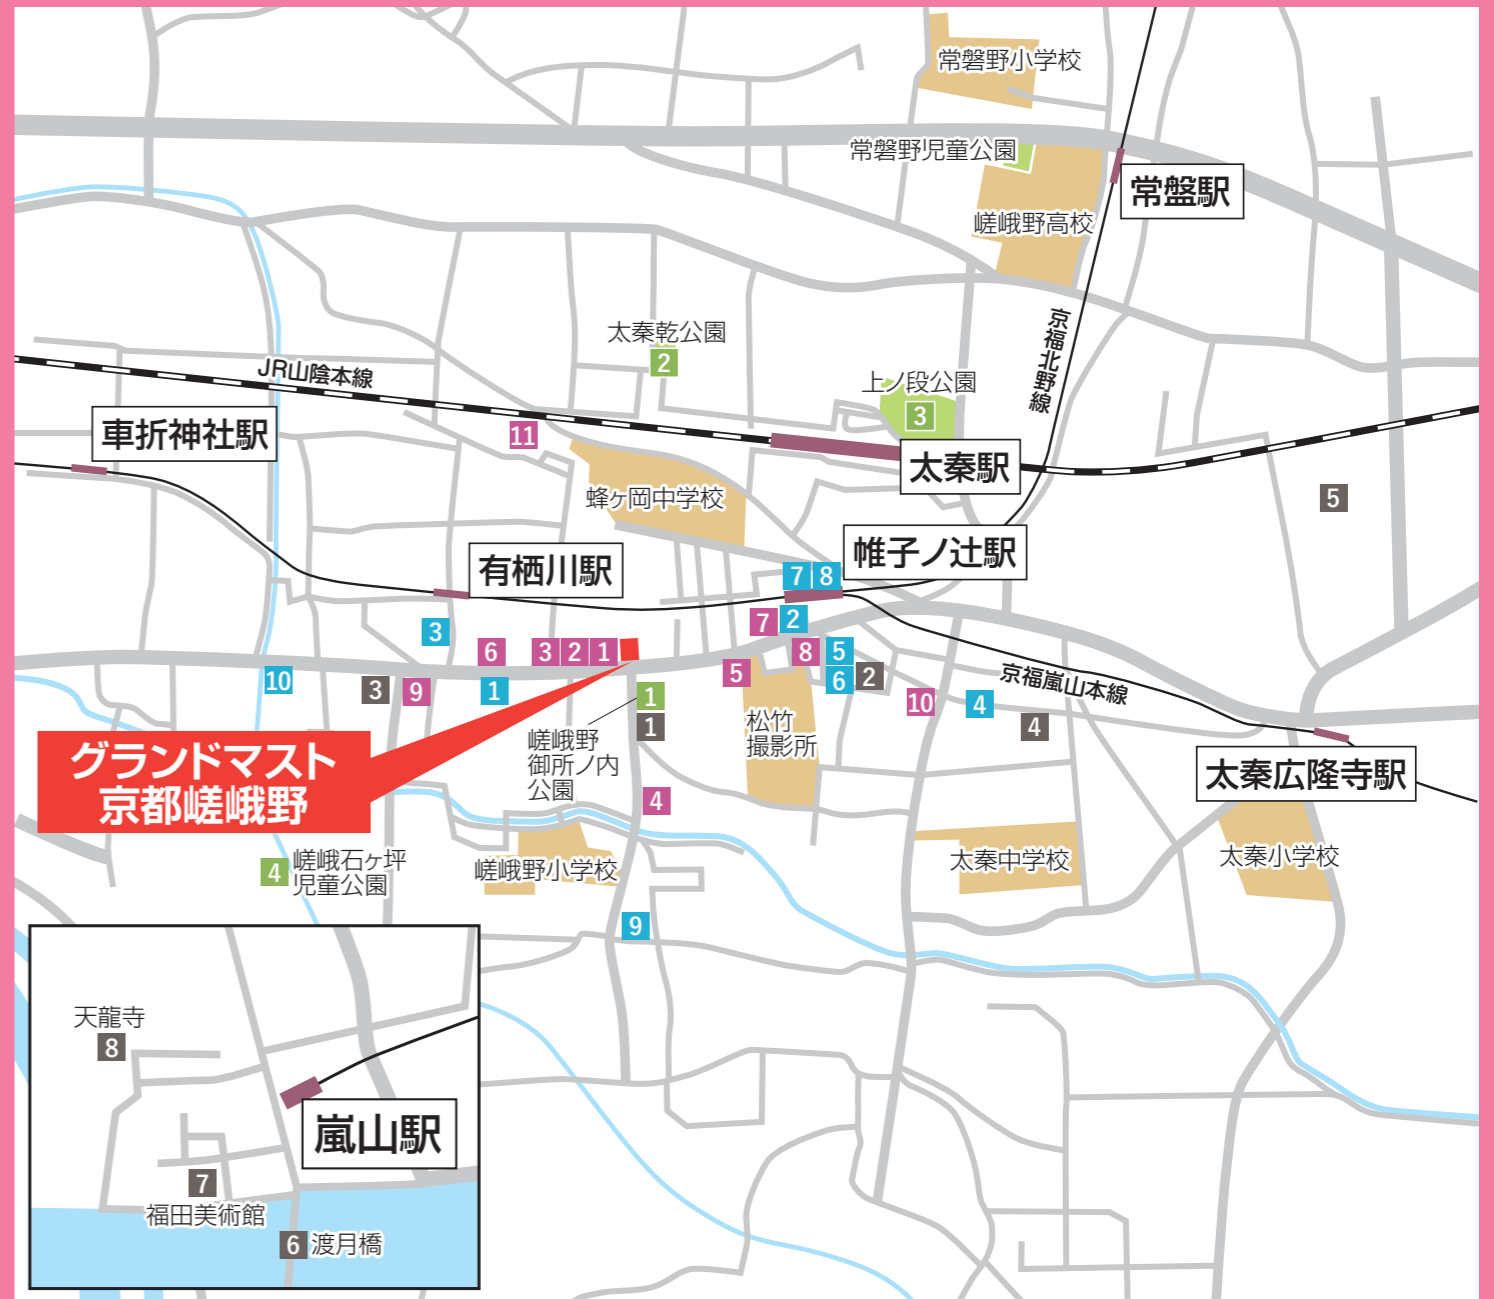 常磐野小学校
常磐野児童公園
常盤駅
嵯峨野高校
京福北野線
太秦乾公園
2
JR山陰本線
上ノ段公園
3
車折神社駅
11
太秦駅
蜂ヶ岡中学校
5
帷子ノ辻駅
有栖川駅
7 8
3
7 2
6
3 2 1
8 5
5
6 2
10
3 9
1
1
1
10
4
4
京福嵐山本線
嵯峨野
御所ノ内
公園
松竹
撮影所
グランドマスト
京都嵯峨野
太秦広隆寺駅
4
4 嵯峨石ヶ坪
児童公園
嵯峨野小学校
太秦中学校
太秦小学校
9
天龍寺
8
嵐山駅
7
福田美術館
6 渡月橋